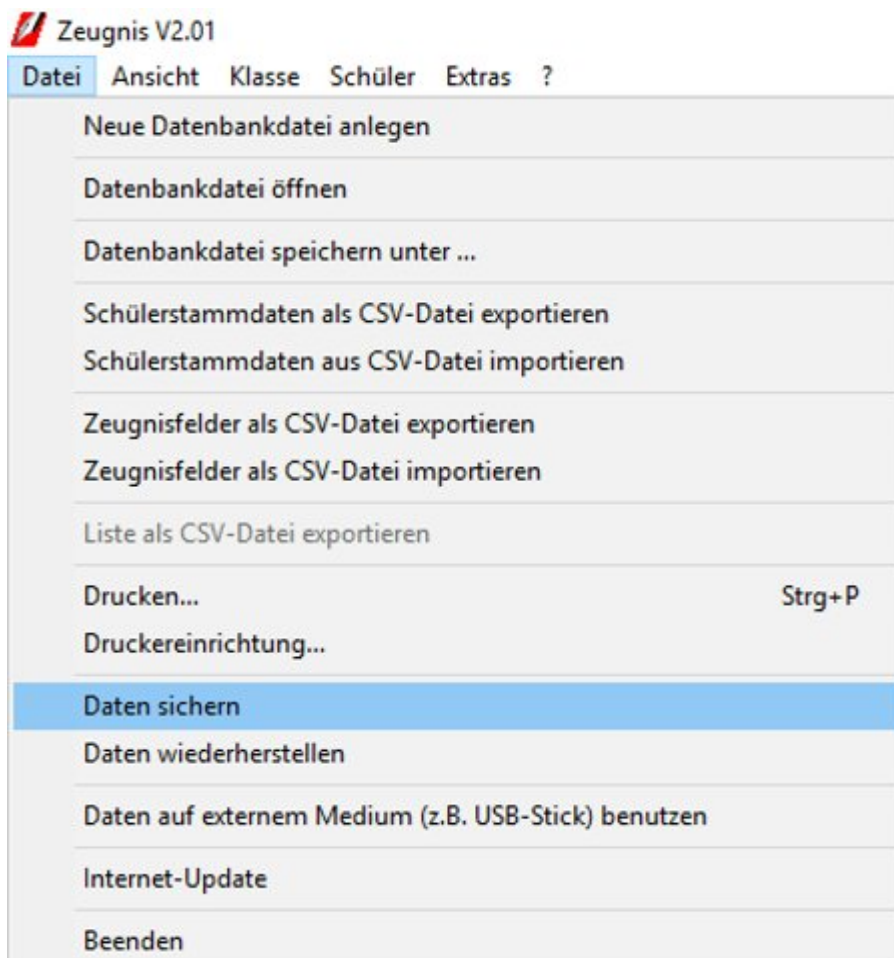 Zeugnis V2.01
Datei Ansicht Klasse Schüler Extras ?
Neue Datenbankdatei anlegen
Datenbankdatei öffnen
Datenbankdatei speichern unter ...
Schülerstammdaten als CSV-Datei exportieren
Schülerstammdaten aus CSV-Datei importieren
Zeugnisfelder als CSV-Datei exportieren
Zeugnisfelder als CSV-Datei importieren
Liste als CSV-Datei exportieren
Drucken... Strg+P
Druckereinrichtung...
Daten sichern
Daten wiederherstellen
Daten auf externem Medium (z.B. USB-Stick) benutzen
Internet-Update
Beenden